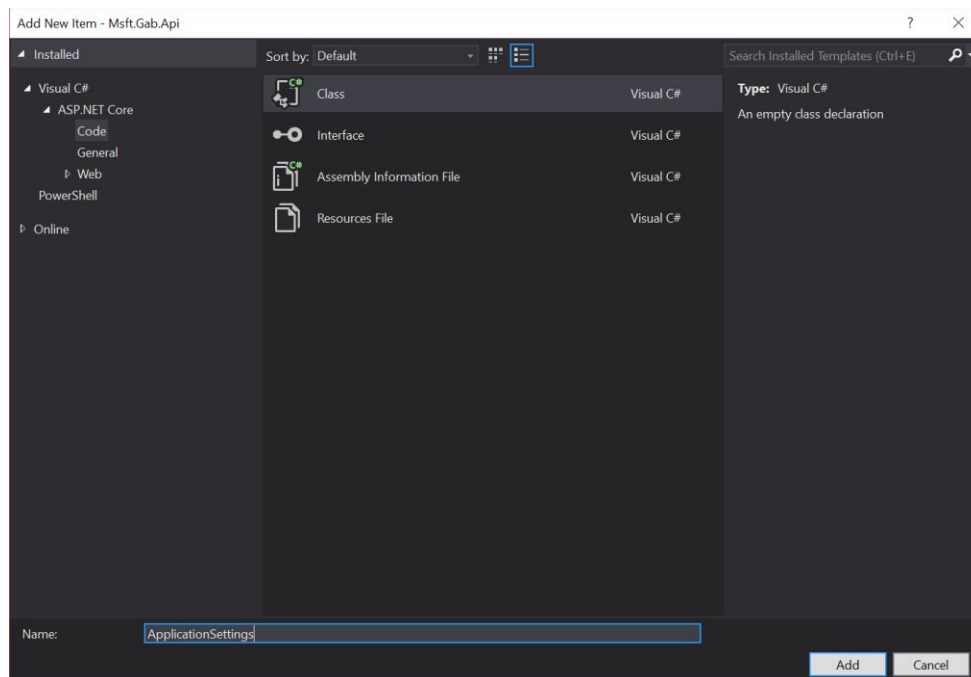 Add New Item - Msft.Gab.Api ?
Installed
Sort by: Default
Search Installed Templates (Ctrl+E)
Visual C#
ASP.NET Core
Code
General
Web
PowerShell
Online
C# Class Visual C#
Interface Visual C#
C# Assembly Information File Visual C#
Resources File Visual C#
Type: Visual C#
An empty class declaration
Name: ApplicationSettings
Add Cancel